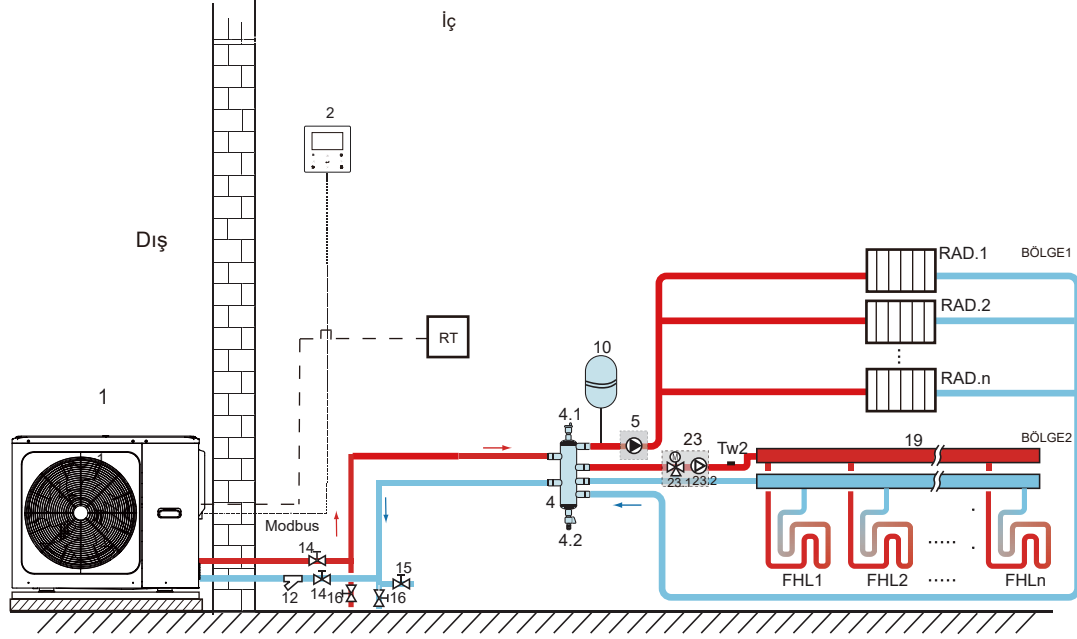 İç
2
Dış
RAD.1
BÖLGE1
RAD.2
RT
10
RAD.n
1
4.1
5
23
Tw2
19
BÖLGE2
M
1
23.1
23.2
4
Modbus
4.2
14
15
12
14
16
16
FHL1
FHL2
FHLn